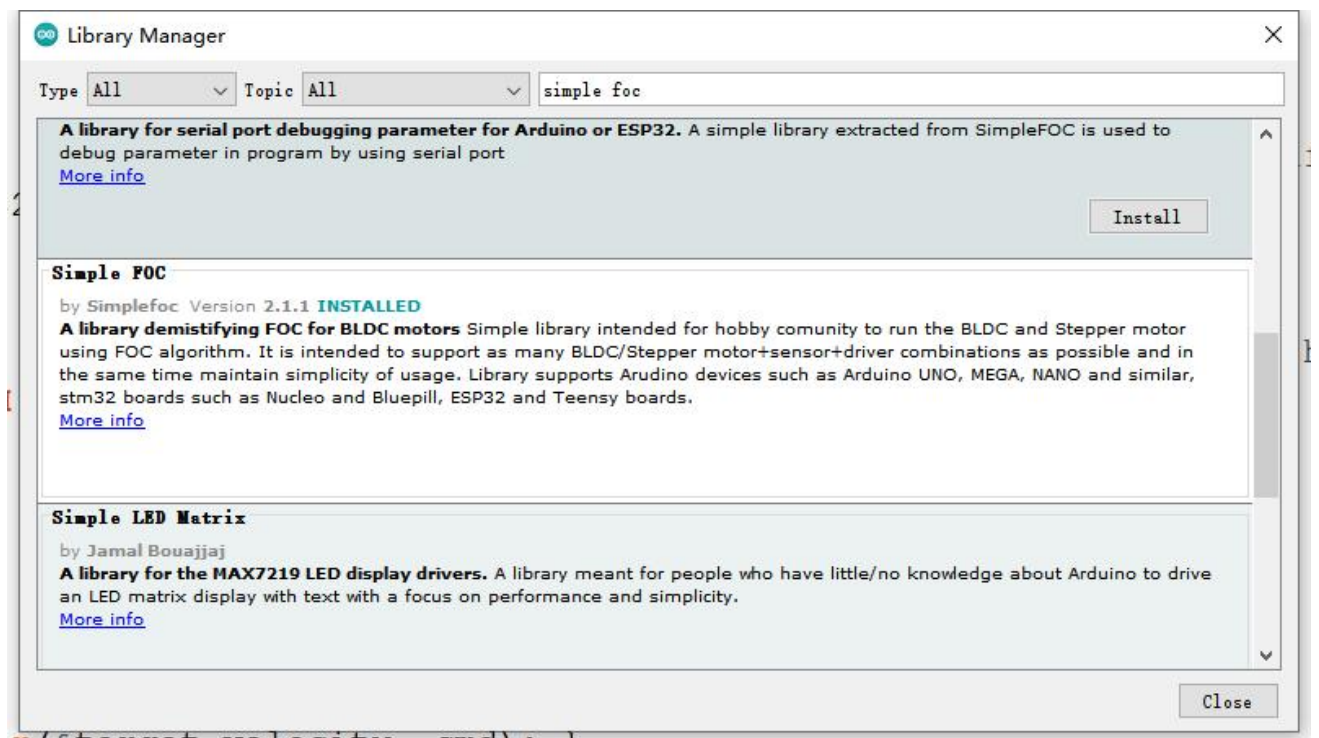 Library Manager
Type All Topic All simple foc
A library for serial port debugging parameter for Arduino or ESP32. A simple library extracted from SimpleFOC is used to
debug parameter in program by using serial port
More info
Install
Simple FOC
by Simplefoc Version 2.1.1 INSTALLED
A library demistifying FOC for BLDC motors Simple library intended for hobby comunity to run the BLDC and Stepper motor
using FOC algorithm. It is intended to support as many BLDC/Stepper motor+sensor+driver combinations as possible and in
the same time maintain simplicity of usage. Library supports Arudino devices such as Arduino UNO, MEGA, NANO and similar,
stm32 boards such as Nucleo and Bluepill, ESP32 and Teensy boards.
More info
Simple LED Matrix
by Jamal Bouajjaj
A library for the MAX7219 LED display drivers. A library meant for people who have little/no knowledge about Arduino to drive
an LED matrix display with text with a focus on performance and simplicity.
More info
Close